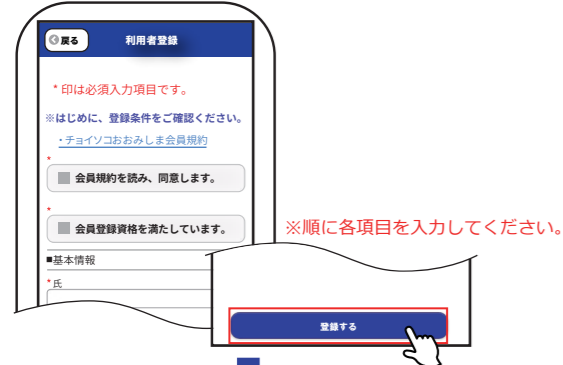 戻る
利用者登録
* 印は必須入力項目です。
※はじめに、登録条件をご確認ください。
・チョイソコおおみしま会員規約
*
会員規約を読み、同意します。
*
会員登録資格を満たしています。
※順に各項目を入力してください。
■基本情報
* 氏
登録する